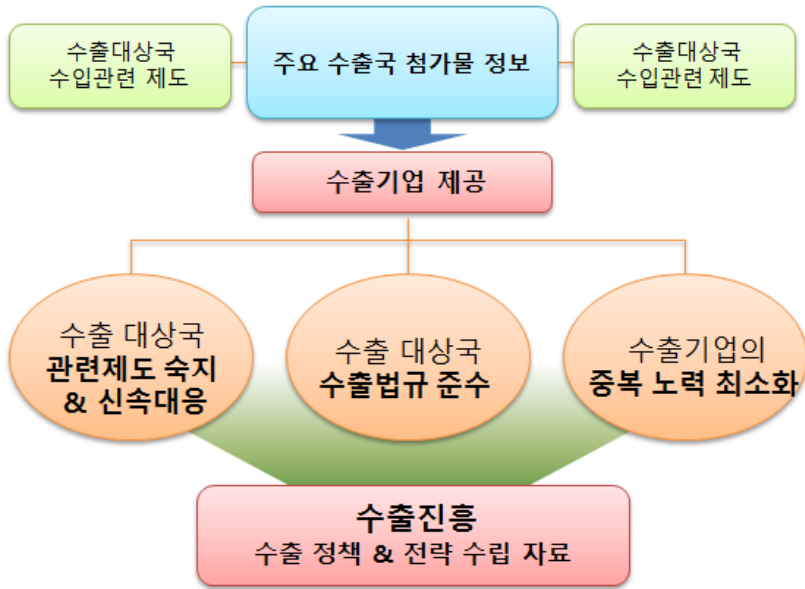 수출대상국
수입관련 제도
주요 수출국 첨가물 정보
수출대상국
수입관련 제도
수출기업 제공
수출 대상국
관련제도 숙지
& 신속대응
수출 대상국
수출법규 준수
수출기업의
중복 노력 최소화
수출진흥
수출 정책 & 전략 수립 자료